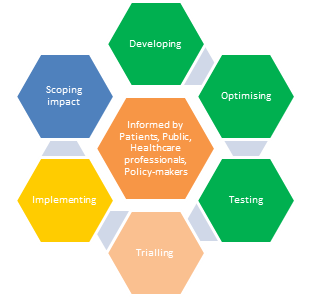 Developing
Scoping
impact
Optimising
Informed by
Patients, Public,
Healthcare
professionals,
Policy-makers
Implementing
Testing
Trialling